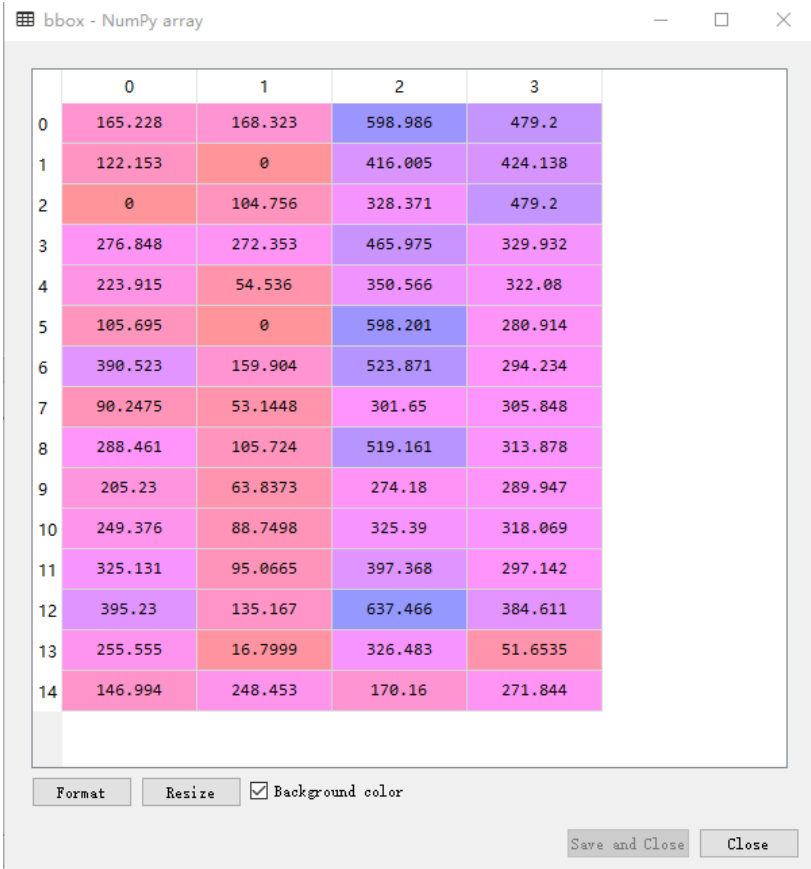 bbox - NumPy array
0 1 2 3
0 165.228 168.323 598.986 479.2
1 122.153 0 416.005 424.138
2 0 104.756 328.371 479.2
3 276.848 272.353 465.975 329.932
4 223.915 54.536 350.566 322.08
5 105.695 0 598.201 280.914
6 390.523 159.904 523.871 294.234
7 90.2475 53.1448 301.65 305.848
8 288.461 105.724 519.161 313.878
9 205.23 63.8373 274.18 289.947
10 249.376 88.7498 325.39 318.069
11 325.131 95.0665 397.368 297.142
12 395.23 135.167 637.466 384.611
13 255.555 16.7999 326.483 51.6535
14 146.994 248.453 170.16 271.844
Format Resize Background color
Save and Close Close